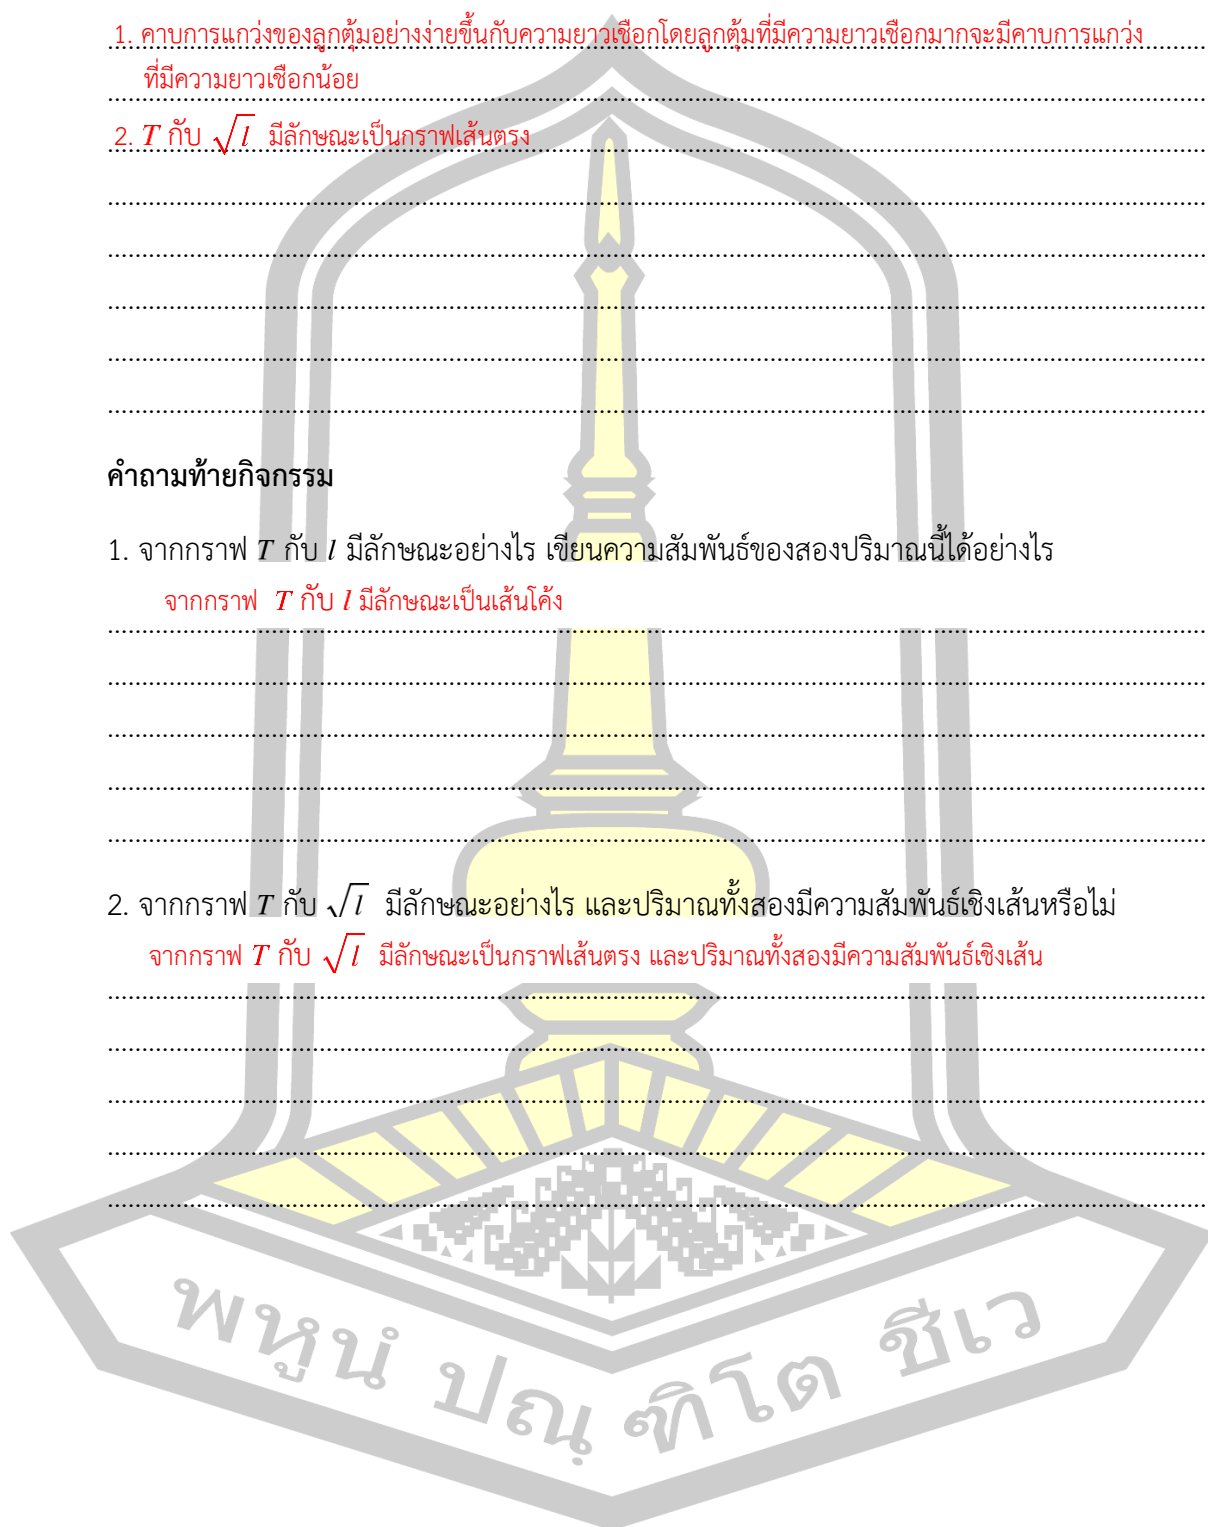 1. คาบการแกว่งของลูกตุ้มอย่างง่ายขึ้นกับความยาวเชือกโดยลูกตุ้มที่มีความยาวเชือกมากจะมีคาบการแกว่ง
ที่มีความยาวเชือกน้อย
2. T กับ √l มีลักษณะเป็นกราฟเส้นตรง
คำถามท้ายกิจกรรม
1. จากกราฟ T กับ l มีลักษณะอย่างไร เขียนความสัมพันธ์ของสองปริมาณนี้ได้อย่างไร
จากกราฟ T กับ l มีลักษณะเป็นเส้นโค้ง
2. จากกราฟ T กับ √l มีลักษณะอย่างไร และปริมาณทั้งสองมีความสัมพันธ์เชิงเส้นหรือไม่
จากกราฟ T กับ √l มีลักษณะเป็นกราฟเส้นตรง และปริมาณทั้งสองมีความสัมพันธ์เชิงเส้น
พหูนํ ปณฺฑิโต ชีเว